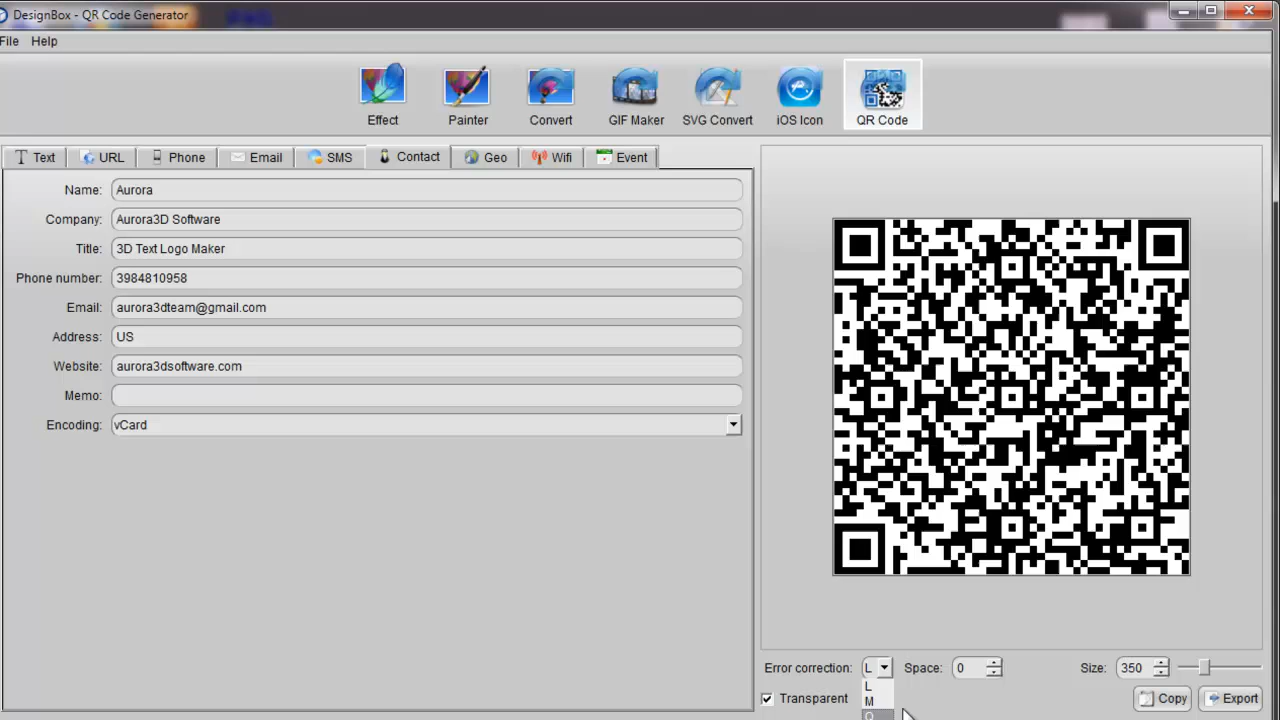 DesignBox - QR Code Generator
File Help
Effect Painter Convert GIF Maker SVG Convert iOS Icon QR Code
Text URL Phone Email SMS Contact Geo Wifi Event
Name: Aurora
Company: Aurora3D Software
Title: 3D Text Logo Maker
Phone number: 3984810958
Email: aurora3dteam@gmail.com
Address: US
Website: aurora3dsoftware.com
Memo:
Encoding: vCard
Error correction: L Space: 0 Size: 350
L
Transparent M Copy Export
Q